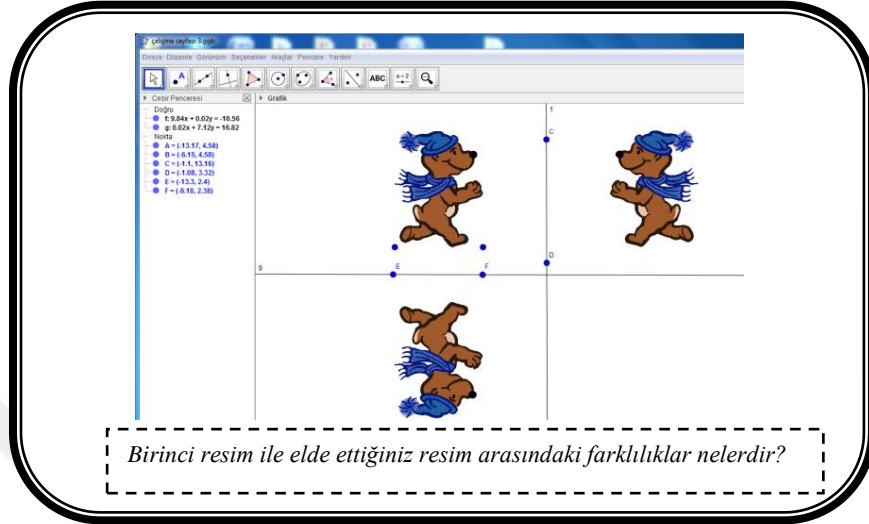 çalışma sayfası 3.ggb
Dosya Düzenle Görünüm Seçenekler Araçlar Pencere Yardım
A
ABC
a=2
Cebir Penceresi
Grafik
Doğru
f: 9.84x + 0.02y = -10.56
g: 0.02x + 7.12y = 16.82
Nokta
A = (-13.17, 4.58)
B = (-6.15, 4.58)
C = (-1.1, 13.16)
D = (-1.08, 3.32)
E = (-13.3, 2.4)
F = (-6.18, 2.38)
f
C
D
g
E
F
Birinci resim ile elde ettiğiniz resim arasındaki farklılıklar nelerdir?